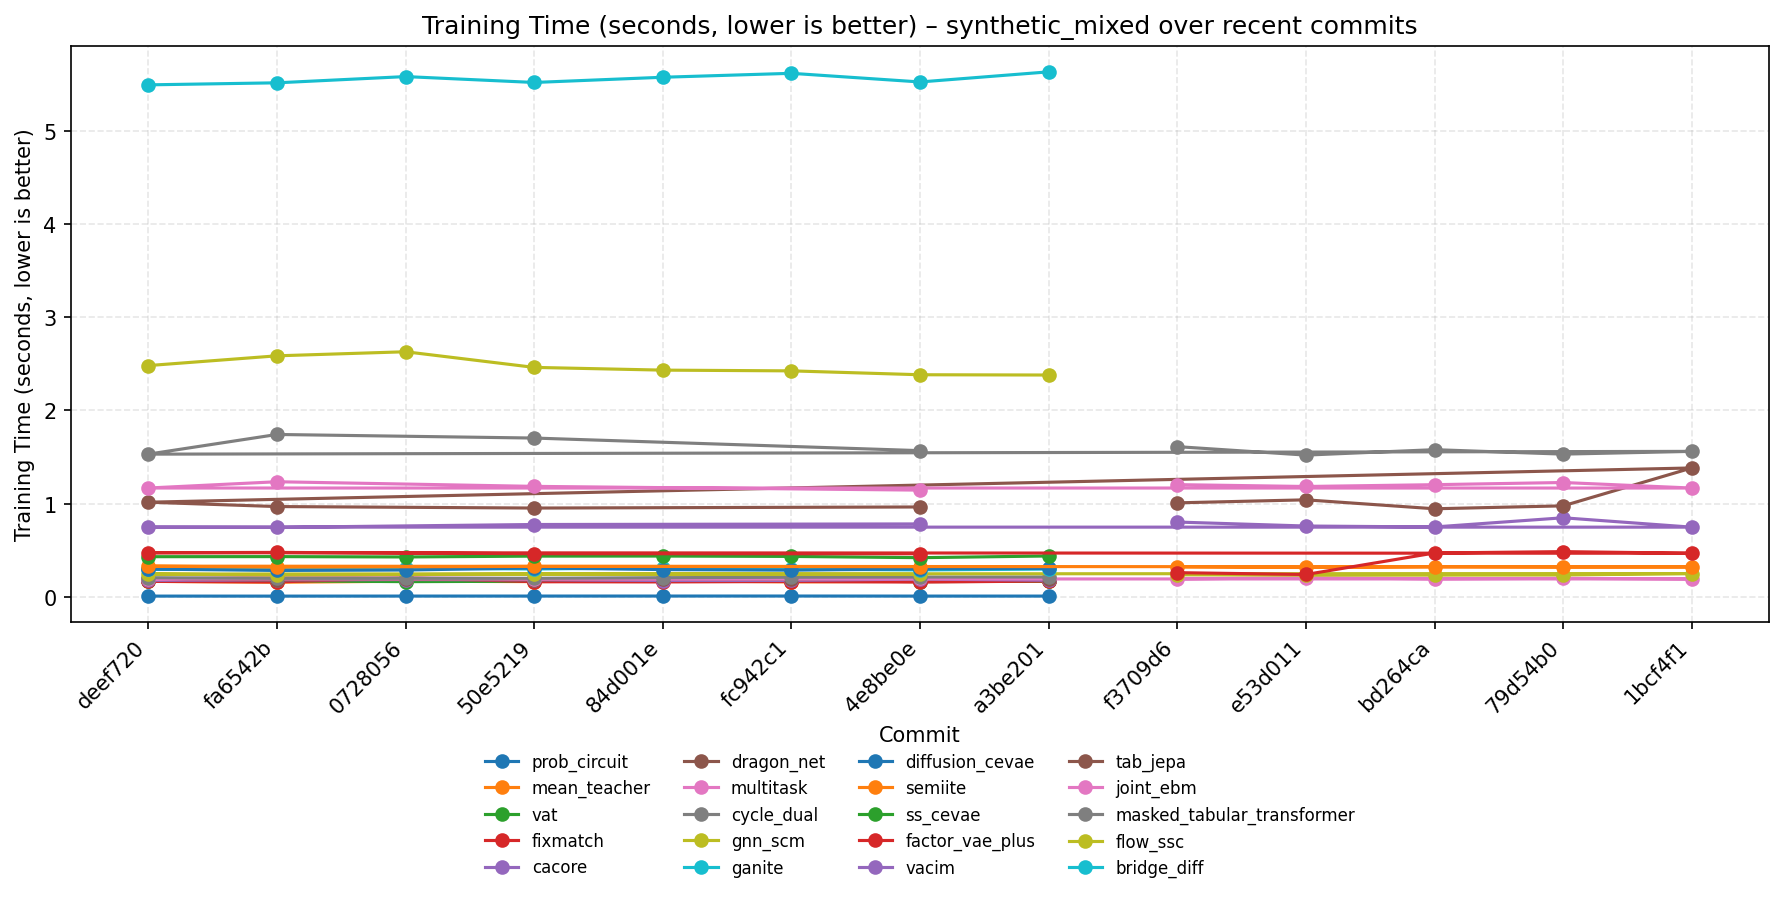 Training Time (seconds, lower is better) – synthetic_mixed over recent commits
Training Time (seconds, lower is better)
5
4
3
2
1
0
deef720
fa6542b
0728056
50e5219
84d001e
fc942c1
4e8be0e
a3be201
f3709d6
e53d011
bd264ca
79d54b0
1bcf4f1
Commit
prob_circuit
mean_teacher
vat
fixmatch
cacore
dragon_net
multitask
cycle_dual
gnn_scm
ganite
diffusion_cevae
semiite
ss_cevae
factor_vae_plus
vacim
tab_jepa
joint_ebm
masked_tabular_transformer
flow_ssc
bridge_diff